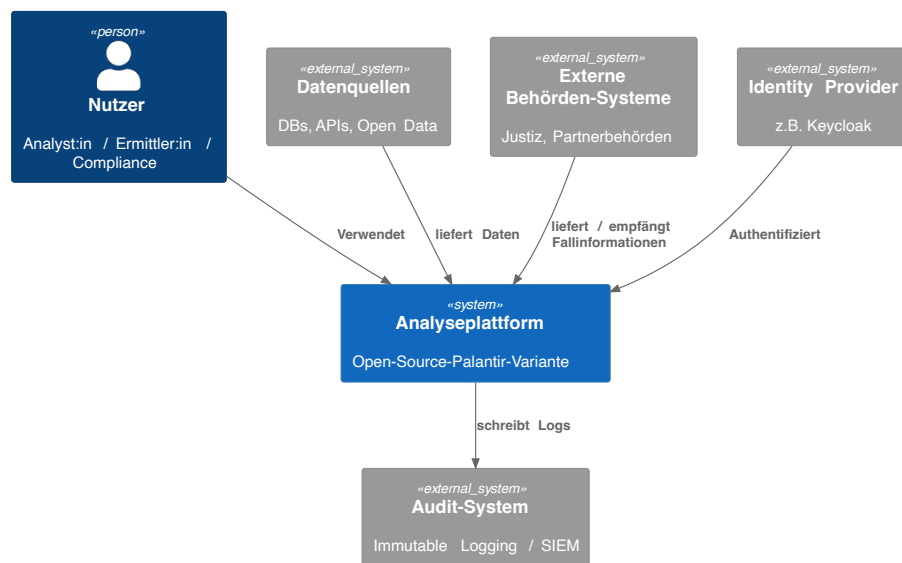 «person»
Nutzer
Analyst:in / Ermittler:in /
Compliance
«external_system»
Datenquellen
DBs, APIs, Open Data
«external_system»
Externe
Behörden-Systeme
Justiz, Partnerbehörden
«external_system»
Identity Provider
z.B. Keycloak
Verwendet
liefert Daten
liefert / empfängt
Fallinformationen
Authentifiziert
«system»
Analyseplattform
Open-Source-Palantir-Variante
schreibt Logs
«external_system»
Audit-System
Immutable Logging / SIEM